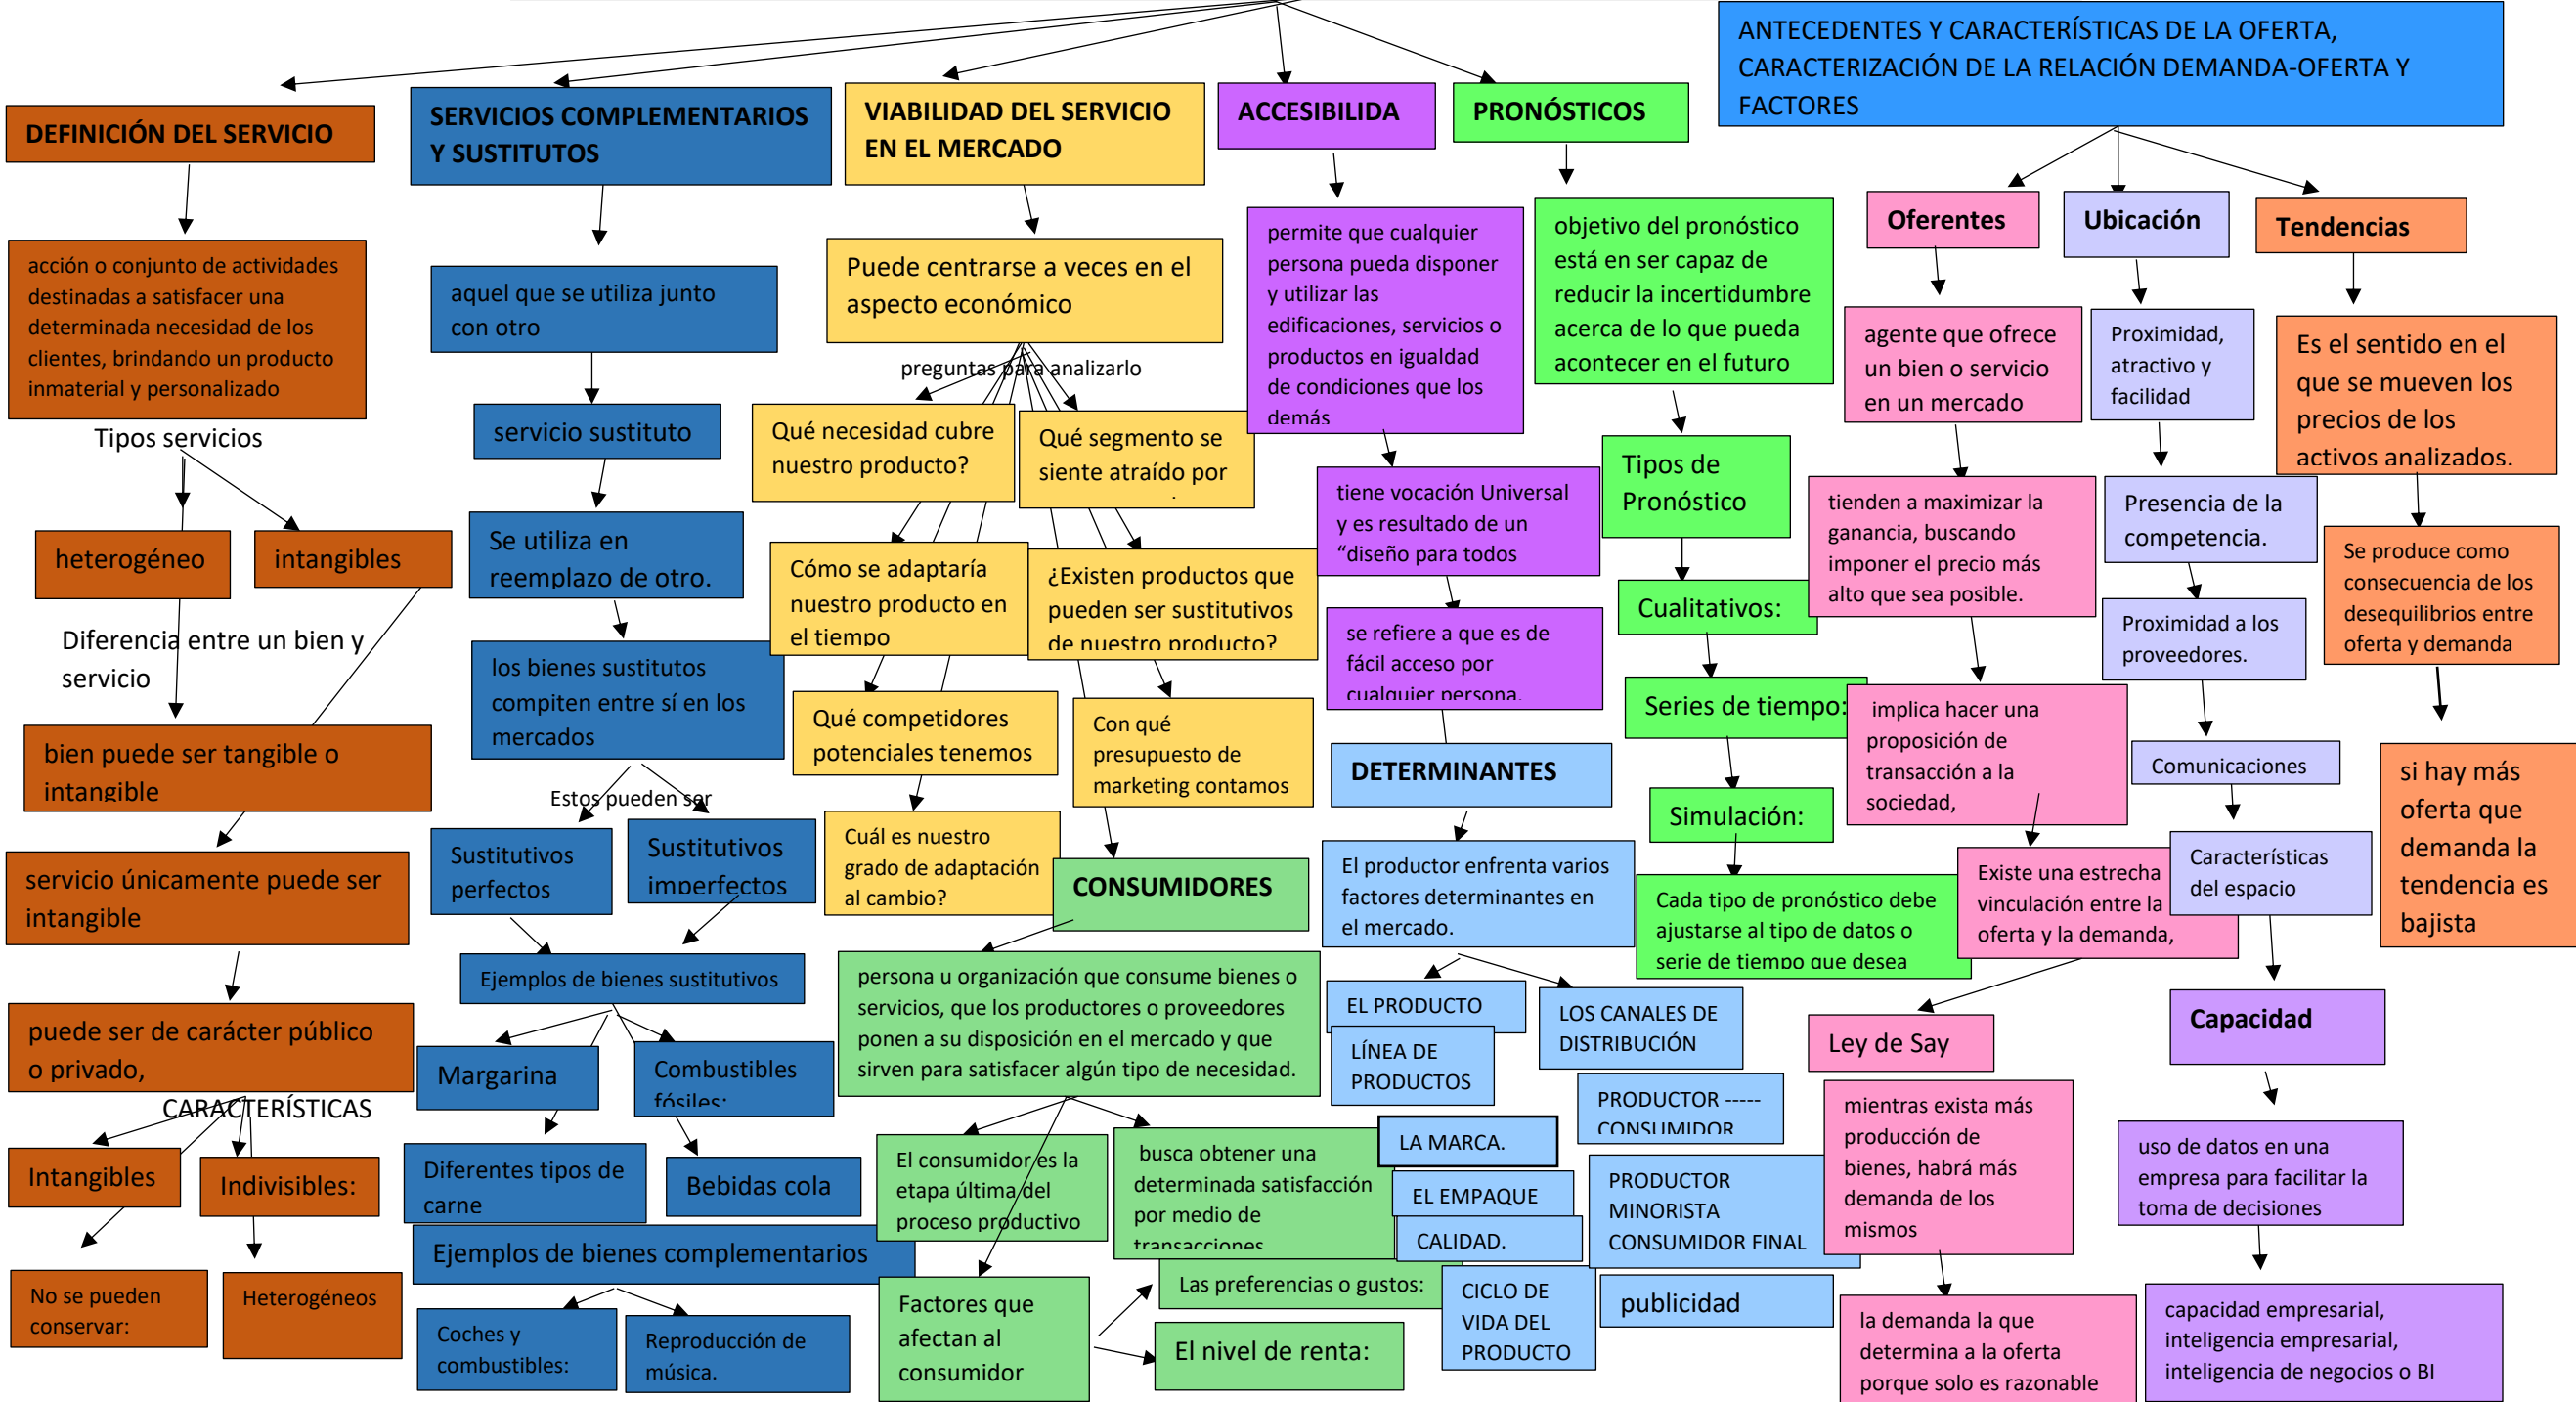 ANTECEDENTES Y CARACTERÍSTICAS DE LA OFERTA,
CARACTERIZACIÓN DE LA RELACIÓN DEMANDA-OFERTA Y
FACTORES
DEFINICIÓN DEL SERVICIO
acción o conjunto de actividades
destinadas a satisfacer una
determinada necesidad de los
clientes, brindando un producto
inmaterial y personalizado
Tipos servicios
heterogéneo
intangibles
Diferencia entre un bien y
servicio
bien puede ser tangible o
intangible
servicio únicamente puede ser
intangible
puede ser de carácter público
o privado,
CARACTERÍSTICAS
Intangibles
Indivisibles:
No se pueden
conservar:
Heterogéneos
SERVICIOS COMPLEMENTARIOS
Y SUSTITUTOS
aquel que se utiliza junto
con otro
servicio sustituto
Se utiliza en
reemplazo de otro.
los bienes sustitutos
compiten entre sí en los
mercados
Estos pueden ser
Sustitutivos
perfectos
Sustitutivos
imperfectos
Ejemplos de bienes sustitutivos
Margarina
Combustibles
fósiles:
Diferentes tipos de
carne
Bebidas cola
Ejemplos de bienes complementarios
Coches y
combustibles:
Reproducción de
música.
VIABILIDAD DEL SERVICIO
EN EL MERCADO
Puede centrarse a veces en el
aspecto económico
preguntas para analizarlo
Qué necesidad cubre
nuestro producto?
Qué segmento se
siente atraído por
Cómo se adaptaría
nuestro producto en
el tiempo
¿Existen productos que
pueden ser sustitutivos
de nuestro producto?
Qué competidores
potenciales tenemos
Con qué
presupuesto de
marketing contamos
Cuál es nuestro
grado de adaptación
al cambio?
CONSUMIDORES
persona u organización que consume bienes o
servicios, que los productores o proveedores
ponen a su disposición en el mercado y que
sirven para satisfacer algún tipo de necesidad.
El consumidor es la
etapa última del
proceso productivo
busca obtener una
determinada satisfacción
por medio de
transacciones
Factores que
afectan al
consumidor
Las preferencias o gustos:
El nivel de renta:
ACCESIBILIDA
permite que cualquier
persona pueda disponer
y utilizar las
edificaciones, servicios o
productos en igualdad
de condiciones que los
demás
tiene vocación Universal
y es resultado de un
“diseño para todos
se refiere a que es de
fácil acceso por
cualquier persona.
DETERMINANTES
El productor enfrenta varios
factores determinantes en
el mercado.
EL PRODUCTO
LÍNEA DE
PRODUCTOS
LA MARCA.
EL EMPAQUE
CALIDAD.
CICLO DE
VIDA DEL
PRODUCTO
LOS CANALES DE
DISTRIBUCIÓN
PRODUCTOR -----
CONSUMIDOR
PRODUCTOR
MINORISTA
CONSUMIDOR FINAL
publicidad
PRONÓSTICOS
objetivo del pronóstico
está en ser capaz de
reducir la incertidumbre
acerca de lo que pueda
acontecer en el futuro
Tipos de
Pronóstico
Cualitativos:
Series de tiempo:
Simulación:
Cada tipo de pronóstico debe
ajustarse al tipo de datos o
serie de tiempo que desea
Oferentes
agente que ofrece
un bien o servicio
en un mercado
tienden a maximizar la
ganancia, buscando
imponer el precio más
alto que sea posible.
implica hacer una
proposición de
transacción a la
sociedad,
Existe una estrecha
vinculación entre la
oferta y la demanda,
Ley de Say
mientras exista más
producción de
bienes, habrá más
demanda de los
mismos
la demanda la que
determina a la oferta
porque solo es razonable
Ubicación
Proximidad,
atractivo y
facilidad
Presencia de la
competencia.
Proximidad a los
proveedores.
Comunicaciones
Características
del espacio
Capacidad
uso de datos en una
empresa para facilitar la
toma de decisiones
capacidad empresarial,
inteligencia empresarial,
inteligencia de negocios o BI
Tendencias
Es el sentido en el
que se mueven los
precios de los
activos analizados.
Se produce como
consecuencia de los
desequilibrios entre
oferta y demanda
si hay más
oferta que
demanda la
tendencia es
bajista